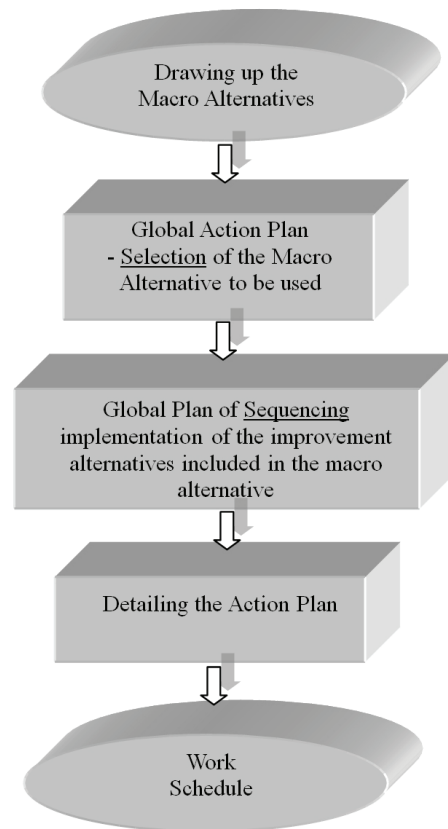 Drawing up the
Macro Alternatives
Global Action Plan
- Selection of the Macro
Alternative to be used
Global Plan of Sequencing
implementation of the improvement
alternatives included in the macro
alternative
Detailing the Action Plan
Work
Schedule